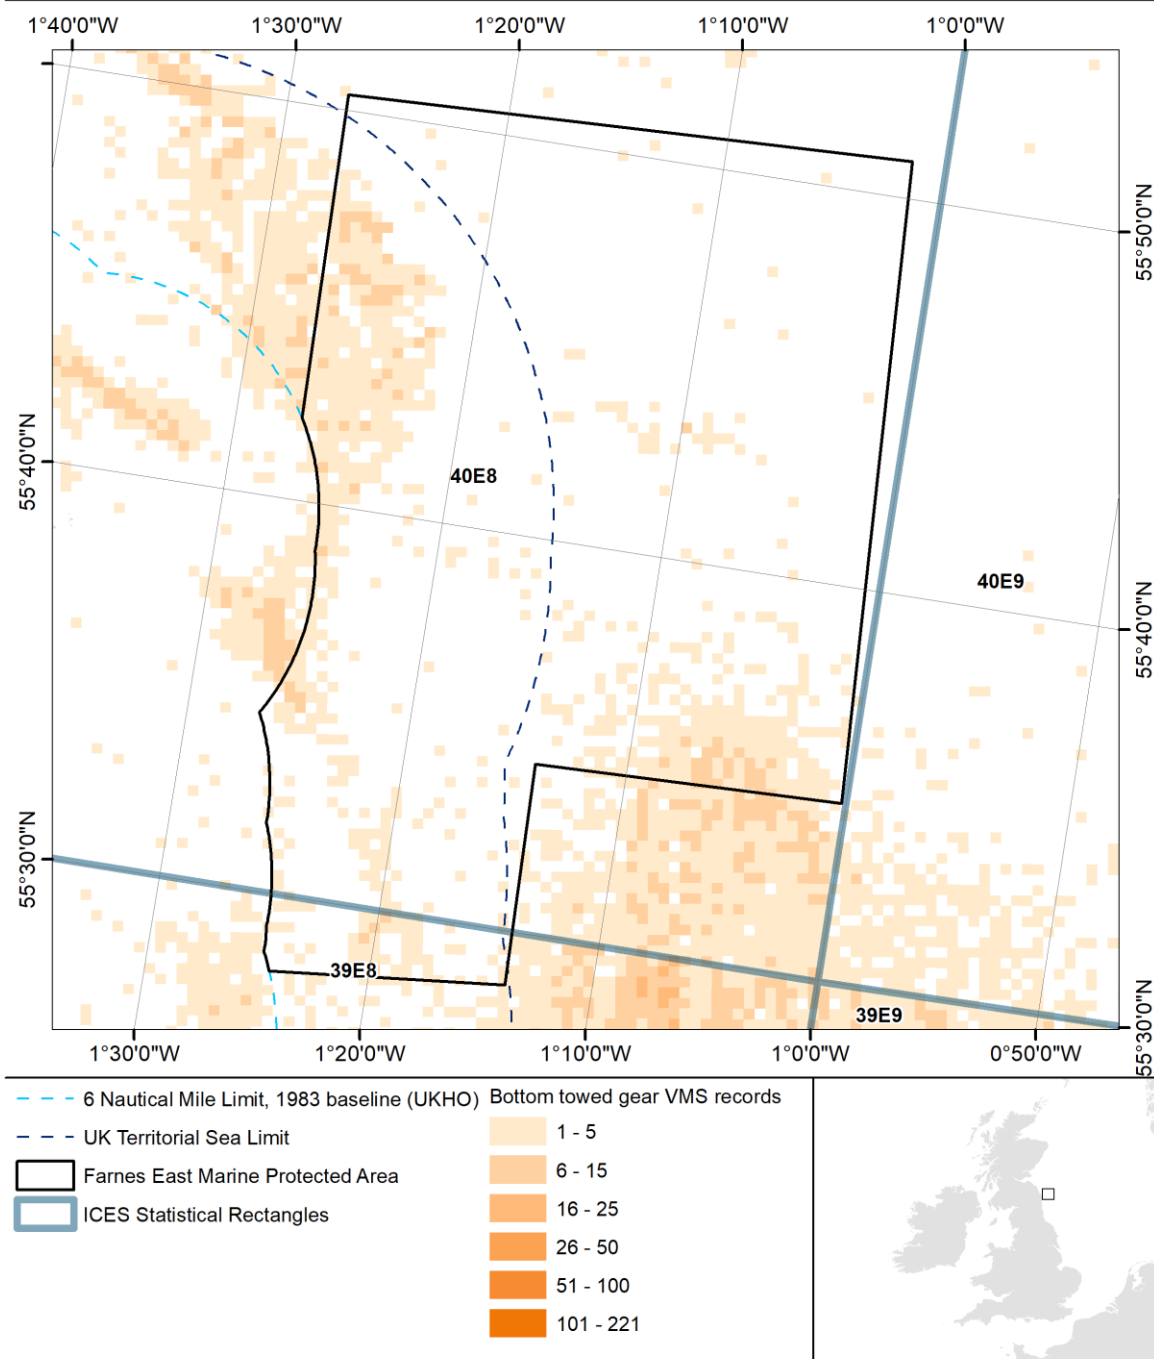 1°40'0"W 1°30'0"W 1°20'0"W 1°10'0"W 1°0'0"W
55°50'0"N
55°40'0"N
40E8
40E9
55°40'0"N
55°30'0"N
39E8
39E9
55°30'0"N
1°30'0"W 1°20'0"W 1°10'0"W 1°0'0"W 0°50'0"W
6 Nautical Mile Limit, 1983 baseline (UKHO)
UK Territorial Sea Limit
Farnes East Marine Protected Area
ICES Statistical Rectangles
Bottom towed gear VMS records
1 - 5
6 - 15
16 - 25
26 - 50
51 - 100
101 - 221